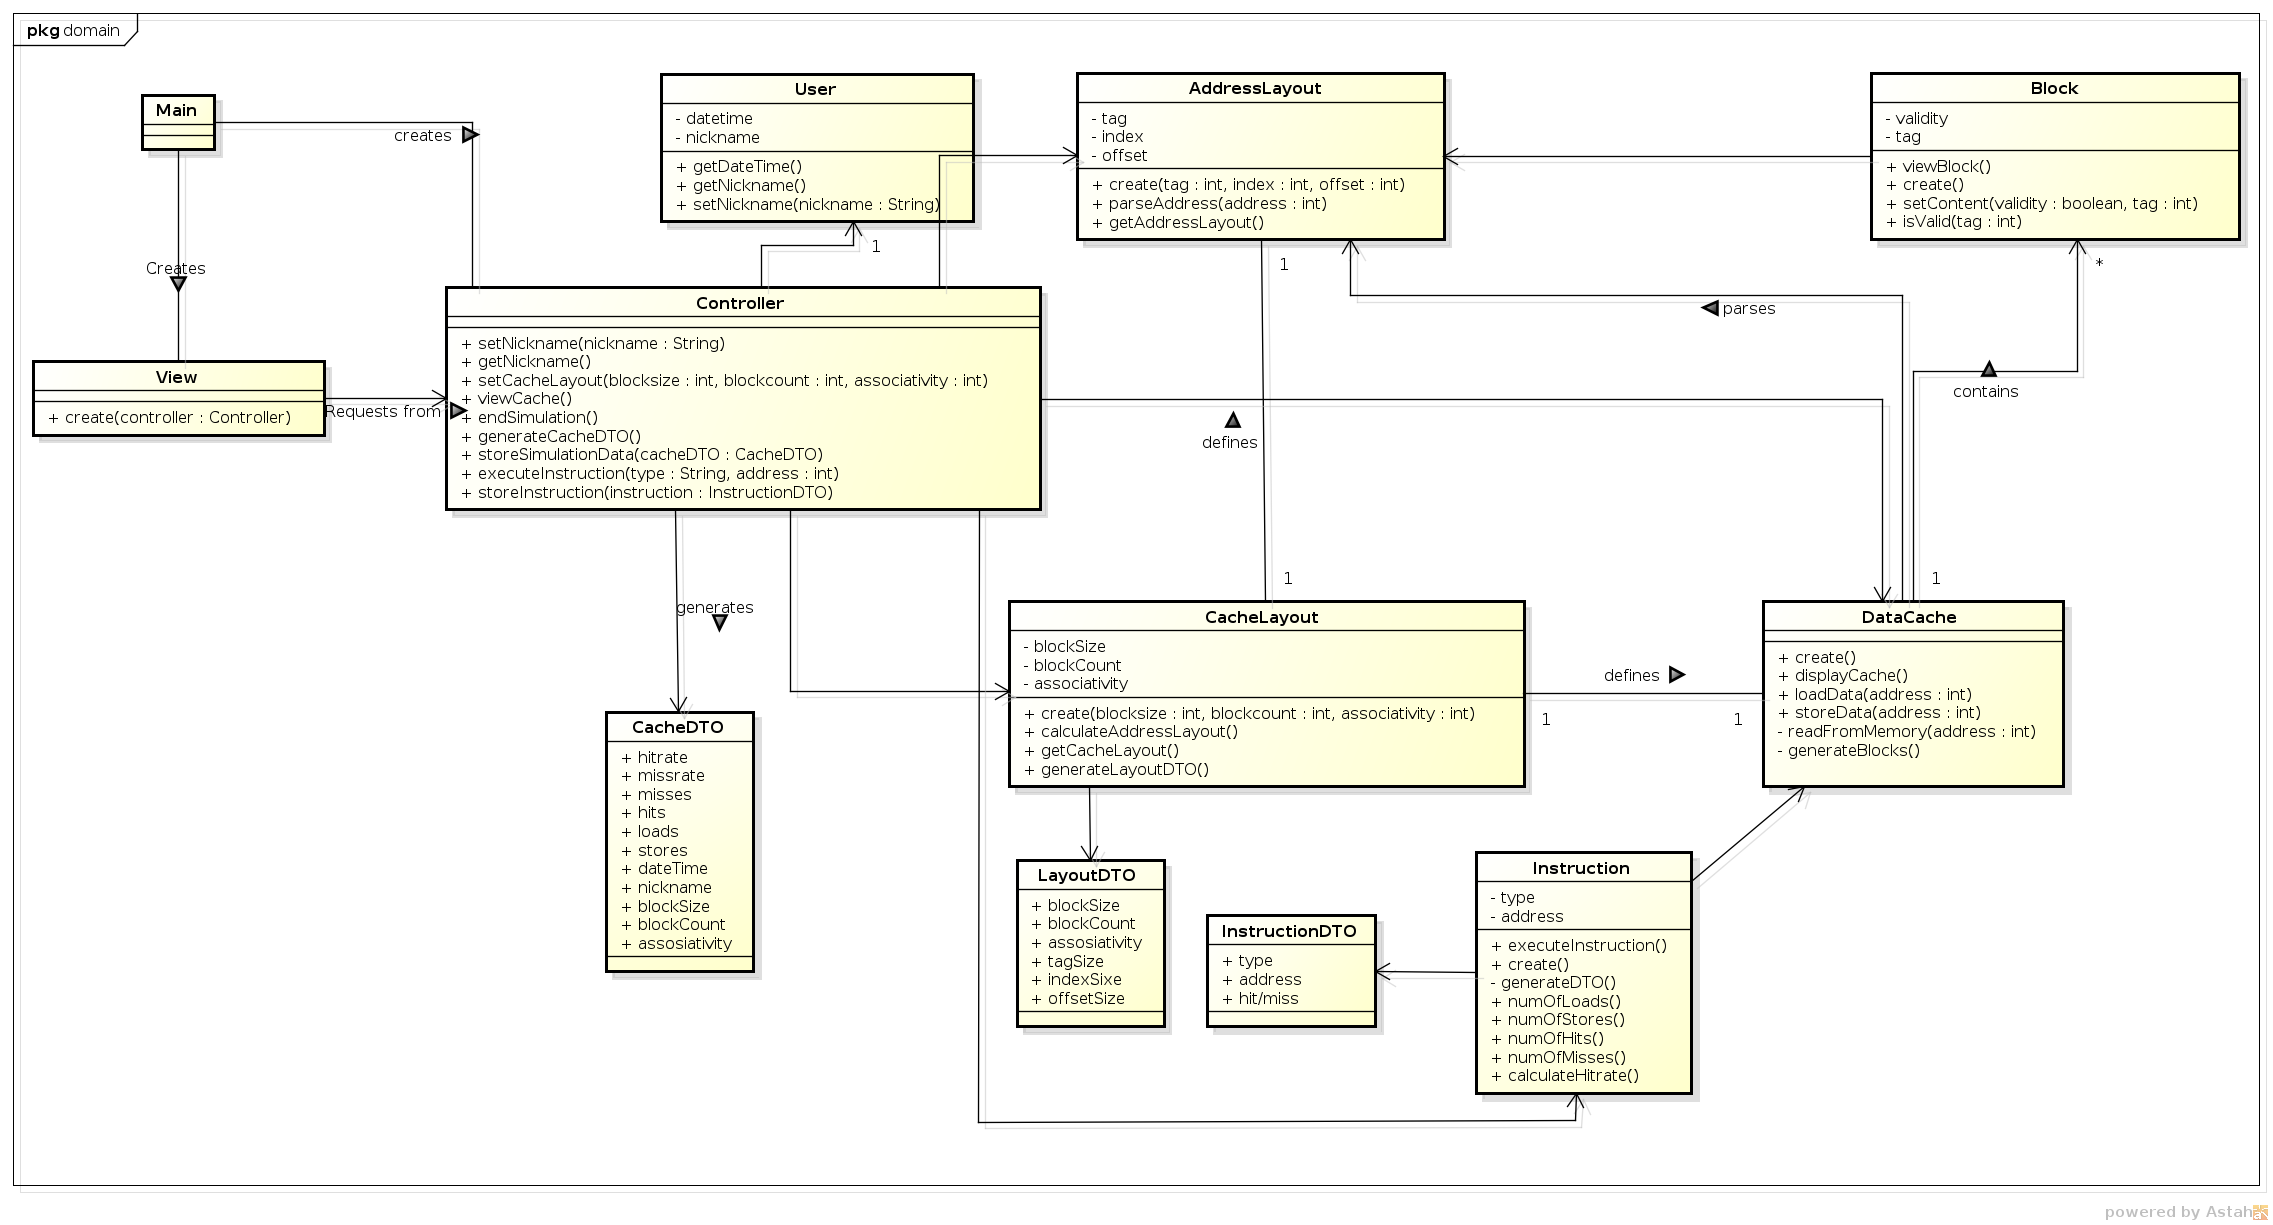 pkg domain
Main
creates
Creates
View
+ create(controller : Controller)
Requests from
User
- datetime
- nickname
+ getDateTime()
+ getNickname()
+ setNickname(nickname : String)
1
AddressLayout
- tag
- index
- offset
+ create(tag : int, index : int, offset : int)
+ parseAddress(address : int)
+ getAddressLayout()
1
Block
- validity
- tag
+ viewBlock()
+ create()
+ setContent(validity : boolean, tag : int)
+ isValid(tag : int)
*
parses
contains
Controller
+ setNickname(nickname : String)
+ getNickname()
+ setCacheLayout(blocksize : int, blockcount : int, associativity : int)
+ viewCache()
+ endSimulation()
+ generateCacheDTO()
+ storeSimulationData(cacheDTO : CacheDTO)
+ executeInstruction(type : String, address : int)
+ storeInstruction(instruction : InstructionDTO)
defines
1
1
generates
CacheDTO
+ hitrate
+ missrate
+ misses
+ hits
+ loads
+ stores
+ dateTime
+ nickname
+ blockSize
+ blockCount
+ assosiativity
CacheLayout
- blockSize
- blockCount
- associativity
+ create(blocksize : int, blockcount : int, associativity : int)
+ calculateAddressLayout()
+ getCacheLayout()
+ generateLayoutDTO()
defines
1
1
DataCache
+ create()
+ displayCache()
+ loadData(address : int)
+ storeData(address : int)
- readFromMemory(address : int)
- generateBlocks()
LayoutDTO
+ blockSize
+ blockCount
+ assosiativity
+ tagSize
+ indexSixe
+ offsetSize
InstructionDTO
+ type
+ address
+ hit/miss
Instruction
- type
- address
+ executeInstruction()
+ create()
- generateDTO()
+ numOfLoads()
+ numOfStores()
+ numOfHits()
+ numOfMisses()
+ calculateHitrate()
powered by Astah